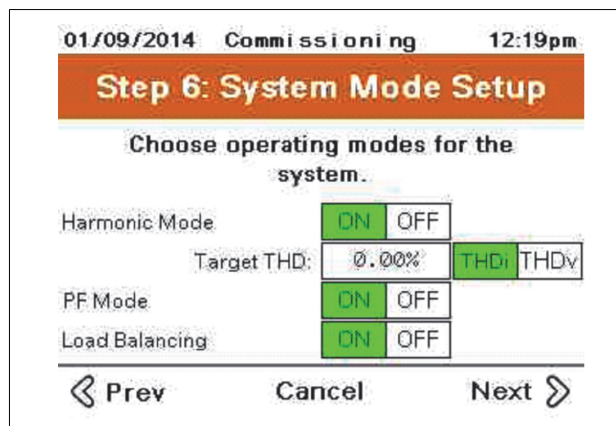 01/09/2014 Commissioning 12:19pm
Step 6: System Mode Setup
Choose operating modes for the
system.
Harmonic Mode ON OFF
Target THD: 0.00% THDi THDv
PF Mode ON OFF
Load Balancing ON OFF
Prev Cancel Next